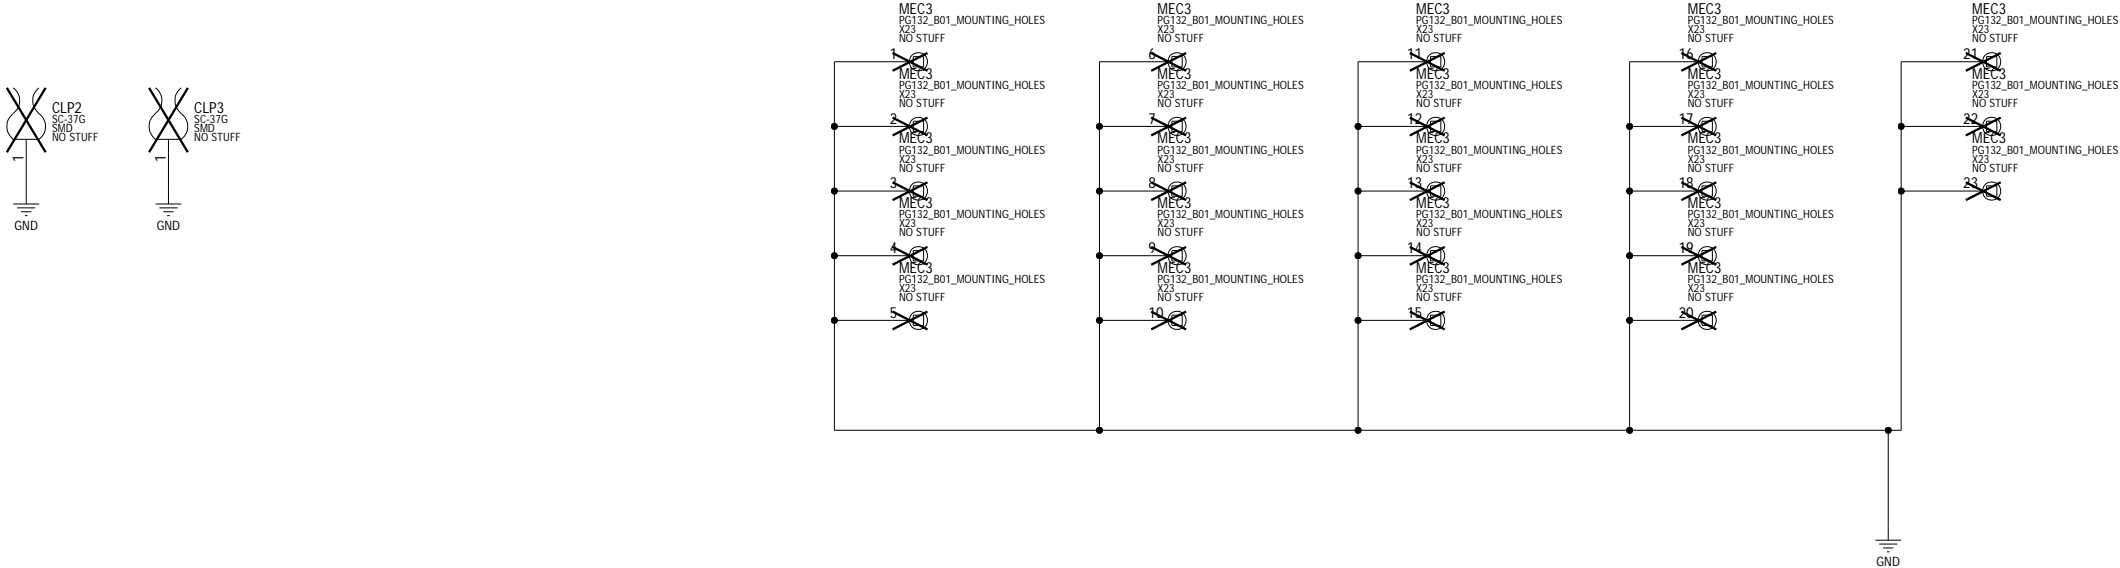 CLP2
SC-37G
SMD
NO STUFF
1
GND
CLP3
SC-37G
SMD
NO STUFF
1
GND
MEC3
PG132_B01_MOUNTING_HOLES
X23
NO STUFF
1
MEC3
PG132_B01_MOUNTING_HOLES
X23
NO STUFF
2
MEC3
PG132_B01_MOUNTING_HOLES
X23
NO STUFF
3
MEC3
PG132_B01_MOUNTING_HOLES
X23
NO STUFF
4
MEC3
PG132_B01_MOUNTING_HOLES
X23
NO STUFF
5
MEC3
PG132_B01_MOUNTING_HOLES
X23
NO STUFF
6
MEC3
PG132_B01_MOUNTING_HOLES
X23
NO STUFF
7
MEC3
PG132_B01_MOUNTING_HOLES
X23
NO STUFF
8
MEC3
PG132_B01_MOUNTING_HOLES
X23
NO STUFF
9
MEC3
PG132_B01_MOUNTING_HOLES
X23
NO STUFF
10
MEC3
PG132_B01_MOUNTING_HOLES
X23
NO STUFF
11
MEC3
PG132_B01_MOUNTING_HOLES
X23
NO STUFF
12
MEC3
PG132_B01_MOUNTING_HOLES
X23
NO STUFF
13
MEC3
PG132_B01_MOUNTING_HOLES
X23
NO STUFF
14
MEC3
PG132_B01_MOUNTING_HOLES
X23
NO STUFF
15
MEC3
PG132_B01_MOUNTING_HOLES
X23
NO STUFF
16
MEC3
PG132_B01_MOUNTING_HOLES
X23
NO STUFF
17
MEC3
PG132_B01_MOUNTING_HOLES
X23
NO STUFF
18
MEC3
PG132_B01_MOUNTING_HOLES
X23
NO STUFF
19
MEC3
PG132_B01_MOUNTING_HOLES
X23
NO STUFF
20
MEC3
PG132_B01_MOUNTING_HOLES
X23
NO STUFF
21
MEC3
PG132_B01_MOUNTING_HOLES
X23
NO STUFF
22
MEC3
PG132_B01_MOUNTING_HOLES
X23
NO STUFF
23
GND